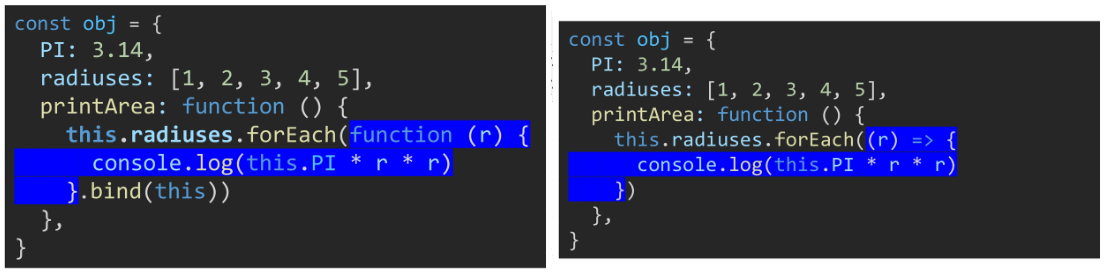 const obj = {
  PI: 3.14,
  radiuses: [1, 2, 3, 4, 5],
  printArea: function () {
    this.radiuses.forEach(function (r) {
      console.log(this.PI * r * r)
    }.bind(this))
  },
}
const obj = {
  PI: 3.14,
  radiuses: [1, 2, 3, 4, 5],
  printArea: function () {
    this.radiuses.forEach((r) => {
      console.log(this.PI * r * r)
    })
  },
}